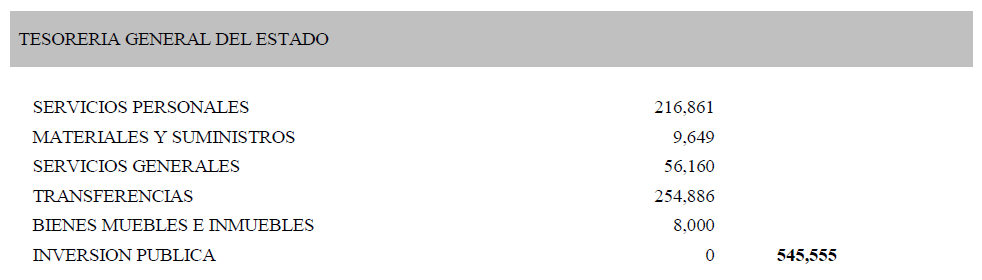 TESORERIA GENERAL DEL ESTADO
SERVICIOS PERSONALES 216,861
MATERIALES Y SUMINISTROS 9,649
SERVICIOS GENERALES 56,160
TRANSFERENCIAS 254,886
BIENES MUEBLES E INMUEBLES 8,000
INVERSION PUBLICA 0 545,555